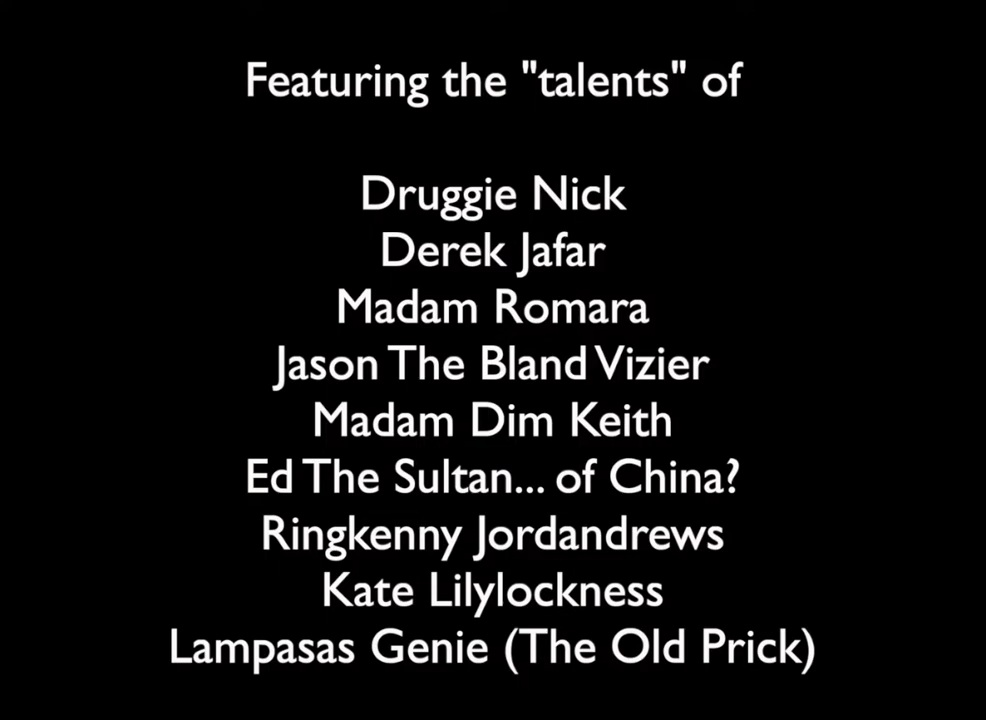 Featuring the "talents" of
Druggie Nick
Derek Jafar
Madam Romara
Jason The Bland Vizier
Madam Dim Keith
Ed The Sultan... of China?
Ringkenny Jordandrews
Kate Lilylockness
Lampasas Genie (The Old Prick)